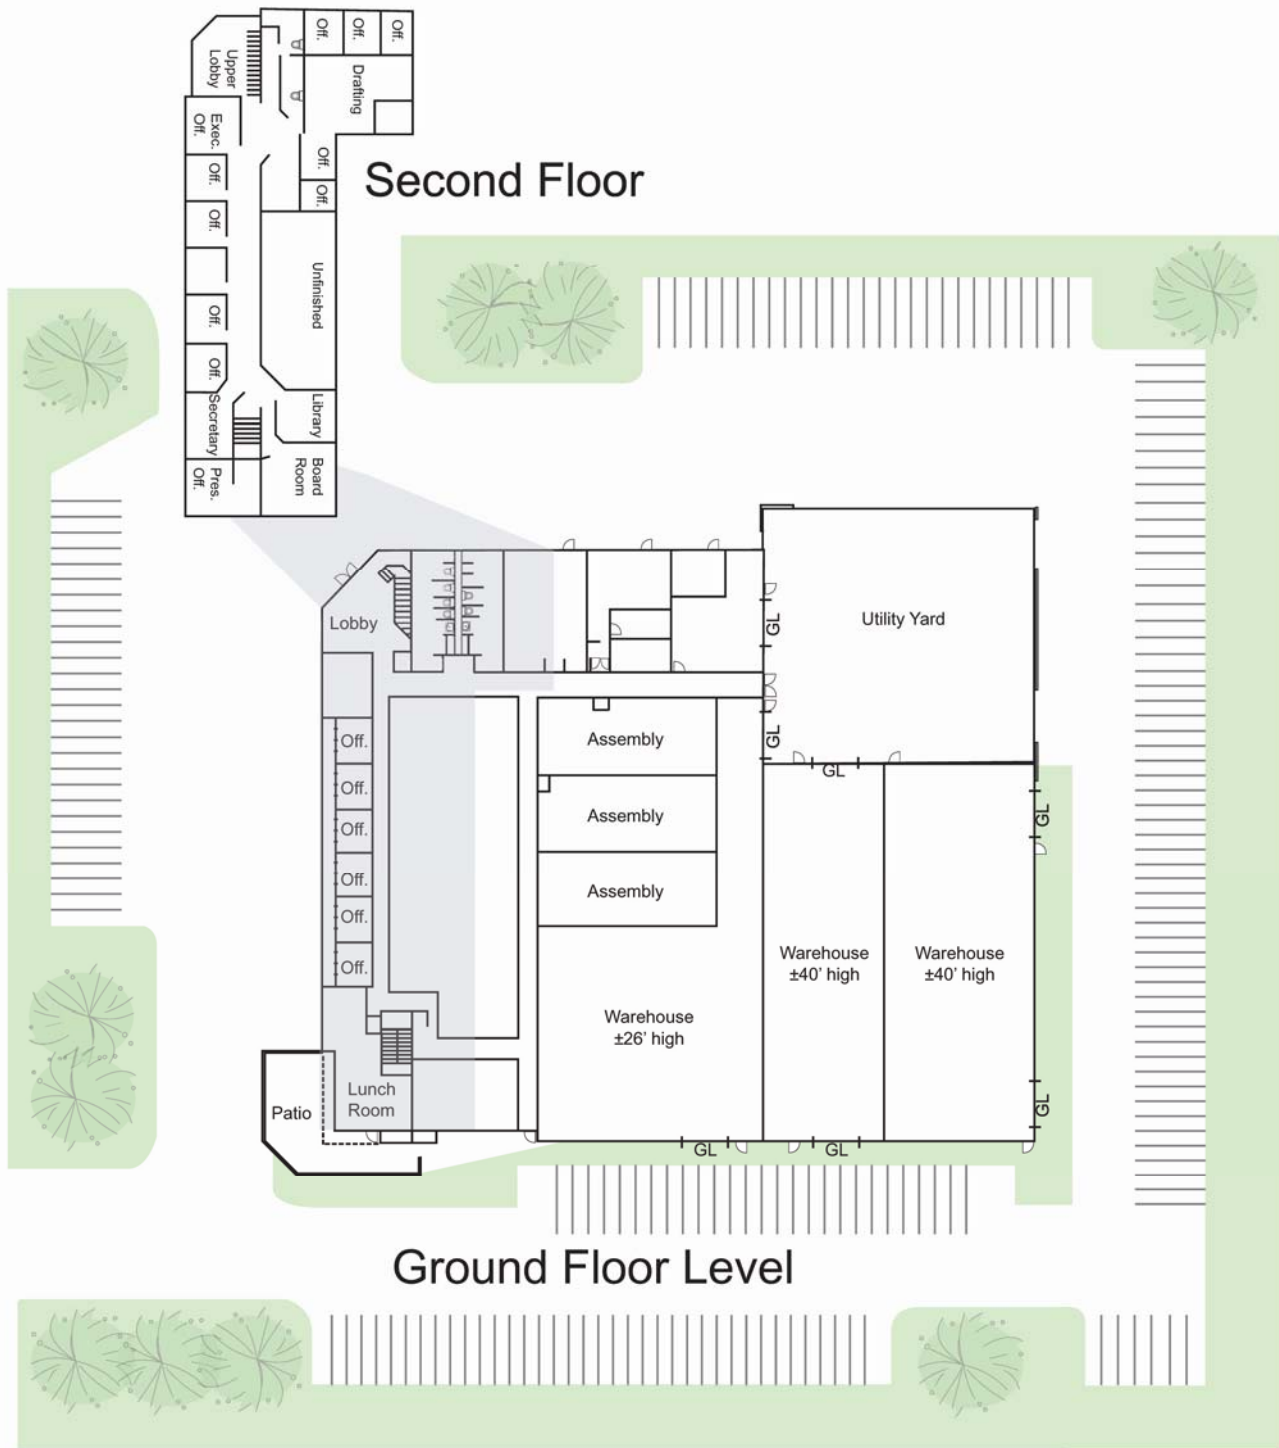 Off.
Off.
Off.
Upper
Lobby
Drafting
Exec.
Off.
Off.
Off.
Off.
Off.
Off.
Second Floor
Unfinished
Off.
Off.
Secretary
Library
Pres.
Off.
Board
Room
Lobby
GL
Utility Yard
Off.
Assembly
GL
GL
Off.
Assembly
GL
Off.
Off.
Assembly
Off.
Off.
Warehouse
±40' high
Warehouse
±40' high
Warehouse
±26' high
Patio
Lunch
Room
GL
GL
GL
Ground Floor Level